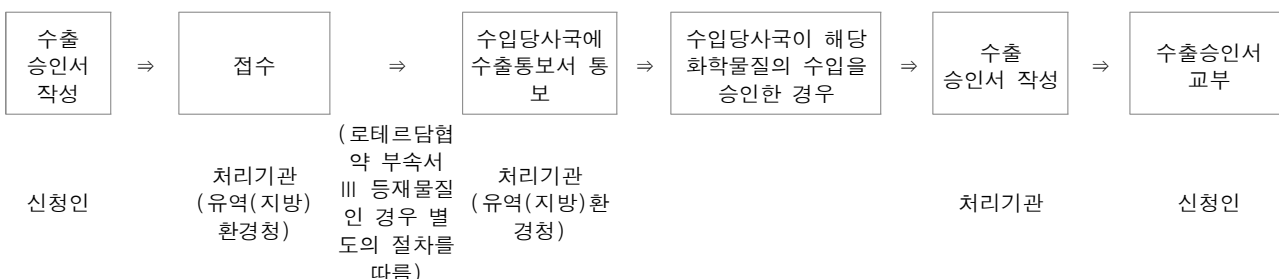 수출
승인서
작성
⇒
접수
⇒
수입당사국에
수출통보서 통
보
⇒
수입당사국이 해당
화학물질의 수입을
승인한 경우
⇒
수출
승인서 작성
⇒
수출승인서
교부
신청인
처리기관
(유역(지방)
환경청)
(로테르담협
약 부속서
Ⅲ 등재물질
인 경우 별
도의 절차를
따름)
처리기관
(유역(지방)환
경청)
처리기관
신청인